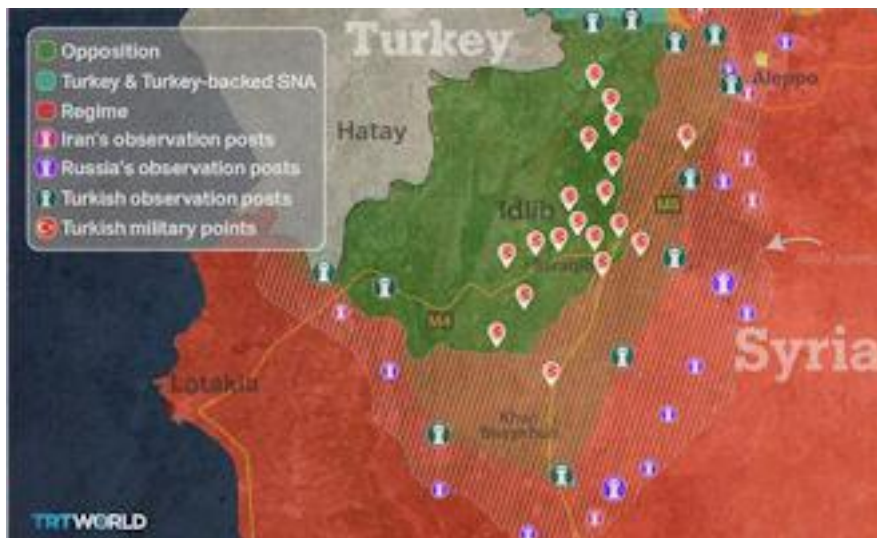 Turkey
Opposition
Turkey & Turkey-backed SNA
Regime
Iran's observation posts
Russia's observation posts
Turkish observation posts
Turkish military points
Aleppo
Hatay
Idlib
M5
M4
Syria
Latakia
Khan
TRTWORLD